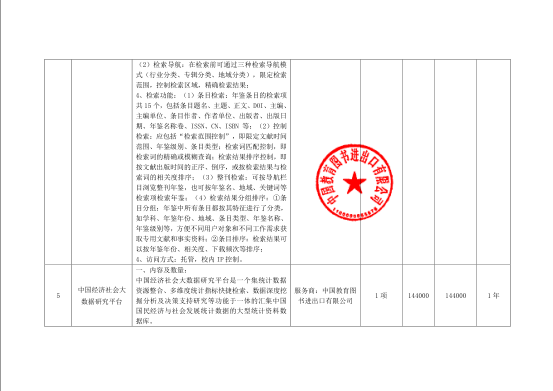 （2）检索导航：在检索前可通过三种检索导航模
式（行业分类、专辑分类、地域分类），限定检索
范围，控制检索区域，精确检索结果；
4、检索功能：（1）条目检索：年鉴条目的检索项
共 15 个，包括条目题名、主题、正文、DOI、主编、
主编单位、条目作者、作者单位、出版者、出版日
期、年鉴名称卷、ISSN、CN、ISBN 等；（2）控制检
索：应包括“检索范围控制”，即限定文献时间
范围、年鉴级别、条目类型；检索词匹配控制，即
检索词的精确或模糊查询；检索结果排序控制，即
按文献出版时间的正序、倒序，或按检索结果与检
索词的相关度排序；（3）整刊检索：可按导航栏
目浏览整刊年鉴，也可按年鉴名、地域、关键词等
检索项检索年鉴；（4）检索结果分组排序：①条
目分组：年鉴中所有条目都按其特征进行了分类，
如学科、年鉴年份、地域、条目类型、年鉴名称、
年鉴级别等，方便不同用户对象和不同工作需求获
取专用文献和事实资料；②条目排序：检索结果可
以按年鉴年份、相关度、下载频次等排序；
4、访问方式：托管，校内 IP 控制。
中国教育图书进出口有限公司
5
中国经济社会大
数据研究平台
一、内容及数量：
中国经济社会大数据研究平台是一个集统计数据
资源整合、多维度统计指标快捷检索、数据深度挖
掘分析及决策支持研究等功能于一体的汇集中国
国民经济与社会发展统计数据的大型统计资料数
据库。
服务商：中国教育图
书进出口有限公司
1 项
144000
144000
1 年